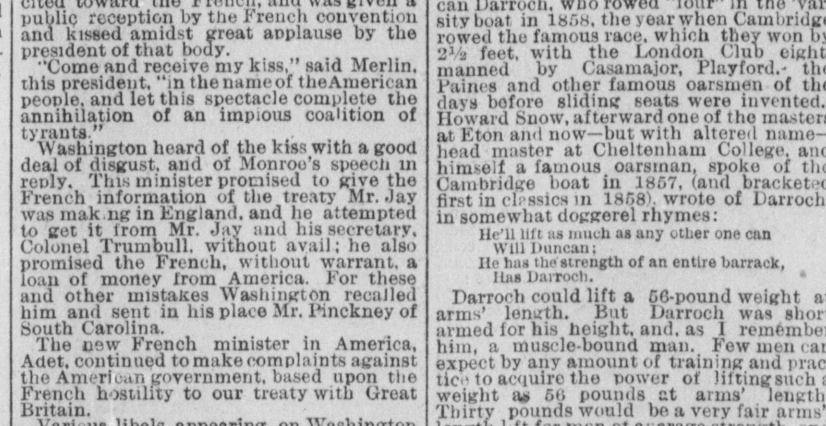 cited toward the French, and was given a
public reception by the French convention
and kissed amidst great applause by the
president of that body.
"Come and receive my kiss," said Merlin,
this president, "in the name of the American
people, and let this spectacle complete the
annihilation of an impious coalition of
tyrants."
Washington heard of the kiss with a good
deal of disgust, and of Monroe's speech in
reply. This minister promised to give the
French information of the treaty Mr. Jay
was mak.ng in England, and he attempted
to get it from Mr. Jay and his secretary,
Colonel Trumbull, without avail; he also
promised the French, without warrant, a
loan of money from America. For these
and other mistakes Washington recalled
him and sent in his place Mr. Pinckney of
South Carolina.
The new French minister in America,
Adet, continued to make complaints against
the American government, based upon the
French hostility to our treaty with Great
Britain.
Various libels appearing on Washington
can Darroch, who rowed "four" in the Var
sity boat in 1858, the year when Cambridge
rowed the famous race, which they won by
2½ feet, with the London Club eight
manned by Casamajor, Playford, the
Paines and other famous oarsmen of the
days before sliding seats were invented.
Howard Snow, afterward one of the masters
at Eton and now—but with altered name—
head master at Cheltenham College, and
himself a famous oarsman, spoke of the
Cambridge boat in 1857, (and bracketed
first in classics in 1858), wrote of Darroch
in somewhat doggerel rhymes:
He'll lift as much as any other one can
Will Duncan;
He has the strength of an entire barrack,
Has Darroch.
Darroch could lift a 56-pound weight a
arms' length. But Darroch was shor
armed for his height, and, as I remember
him, a muscle-bound man. Few men can
expect by any amount of training and prac
tice to acquire the power of lifting such a
weight as 56 pounds at arms' length
Thirty pounds would be a very fair arms'